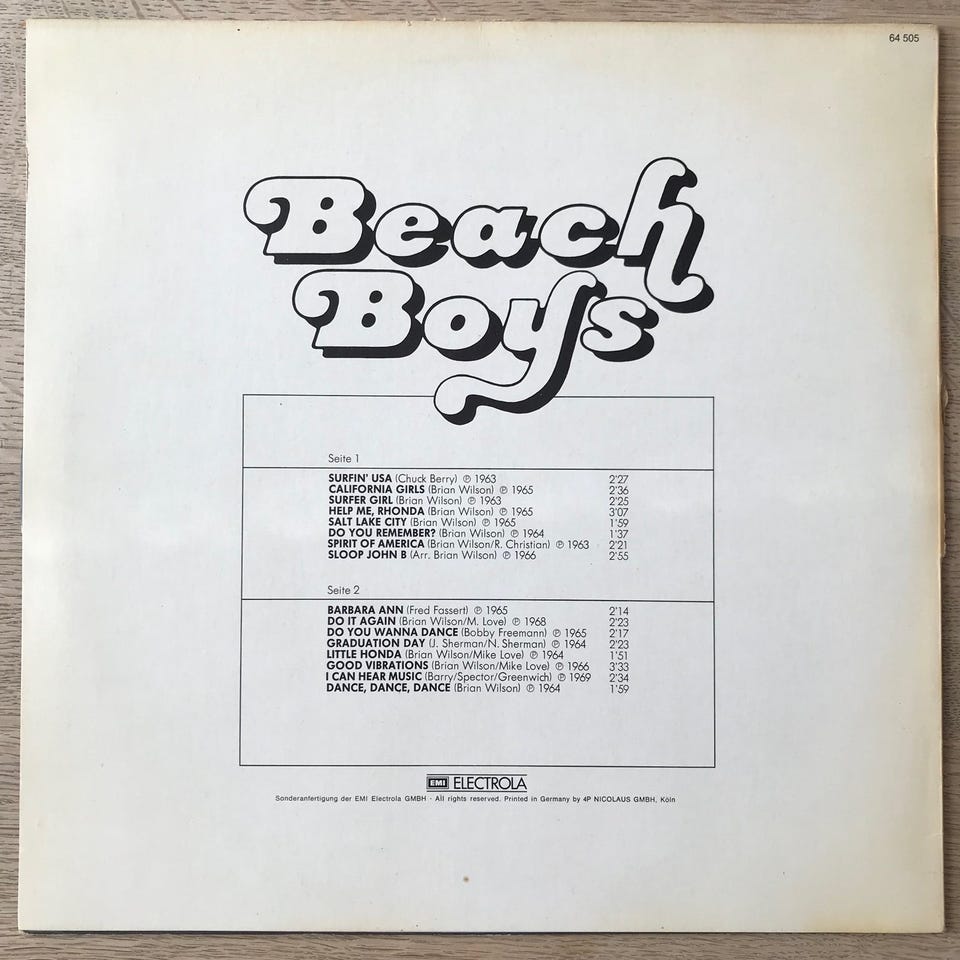 64 505
Beach
Boys
Seite 1
SURFIN' USA (Chuck Berry) ℗ 1963 2'27
CALIFORNIA GIRLS (Brian Wilson) ℗ 1965 2'36
SURFER GIRL (Brian Wilson) ℗ 1963 2'25
HELP ME, RHONDA (Brian Wilson) ℗ 1965 3'07
SALT LAKE CITY (Brian Wilson) ℗ 1965 1'59
DO YOU REMEMBER? (Brian Wilson) ℗ 1964 1'37
SPIRIT OF AMERICA (Brian Wilson/R. Christian) ℗ 1963 2'21
SLOOP JOHN B (Arr. Brian Wilson) ℗ 1966 2'55
Seite 2
BARBARA ANN (Fred Fassert) ℗ 1965 2'14
DO IT AGAIN (Brian Wilson/M. Love) ℗ 1968 2'23
DO YOU WANNA DANCE (Bobby Freemann) ℗ 1965 2'17
GRADUATION DAY (J. Sherman/N. Sherman) ℗ 1964 2'23
LITTLE HONDA (Brian Wilson/Mike Love) ℗ 1964 1'51
GOOD VIBRATIONS (Brian Wilson/Mike Love) ℗ 1966 3'33
I CAN HEAR MUSIC (Barry/Spector/Greenwich) ℗ 1969 2'34
DANCE, DANCE, DANCE (Brian Wilson) ℗ 1964 1'59
EMI ELECTROLA
Sonderanfertigung der EMI Electrola GMBH · All rights reserved. Printed in Germany by 4P NICOLAUS GMBH, Köln